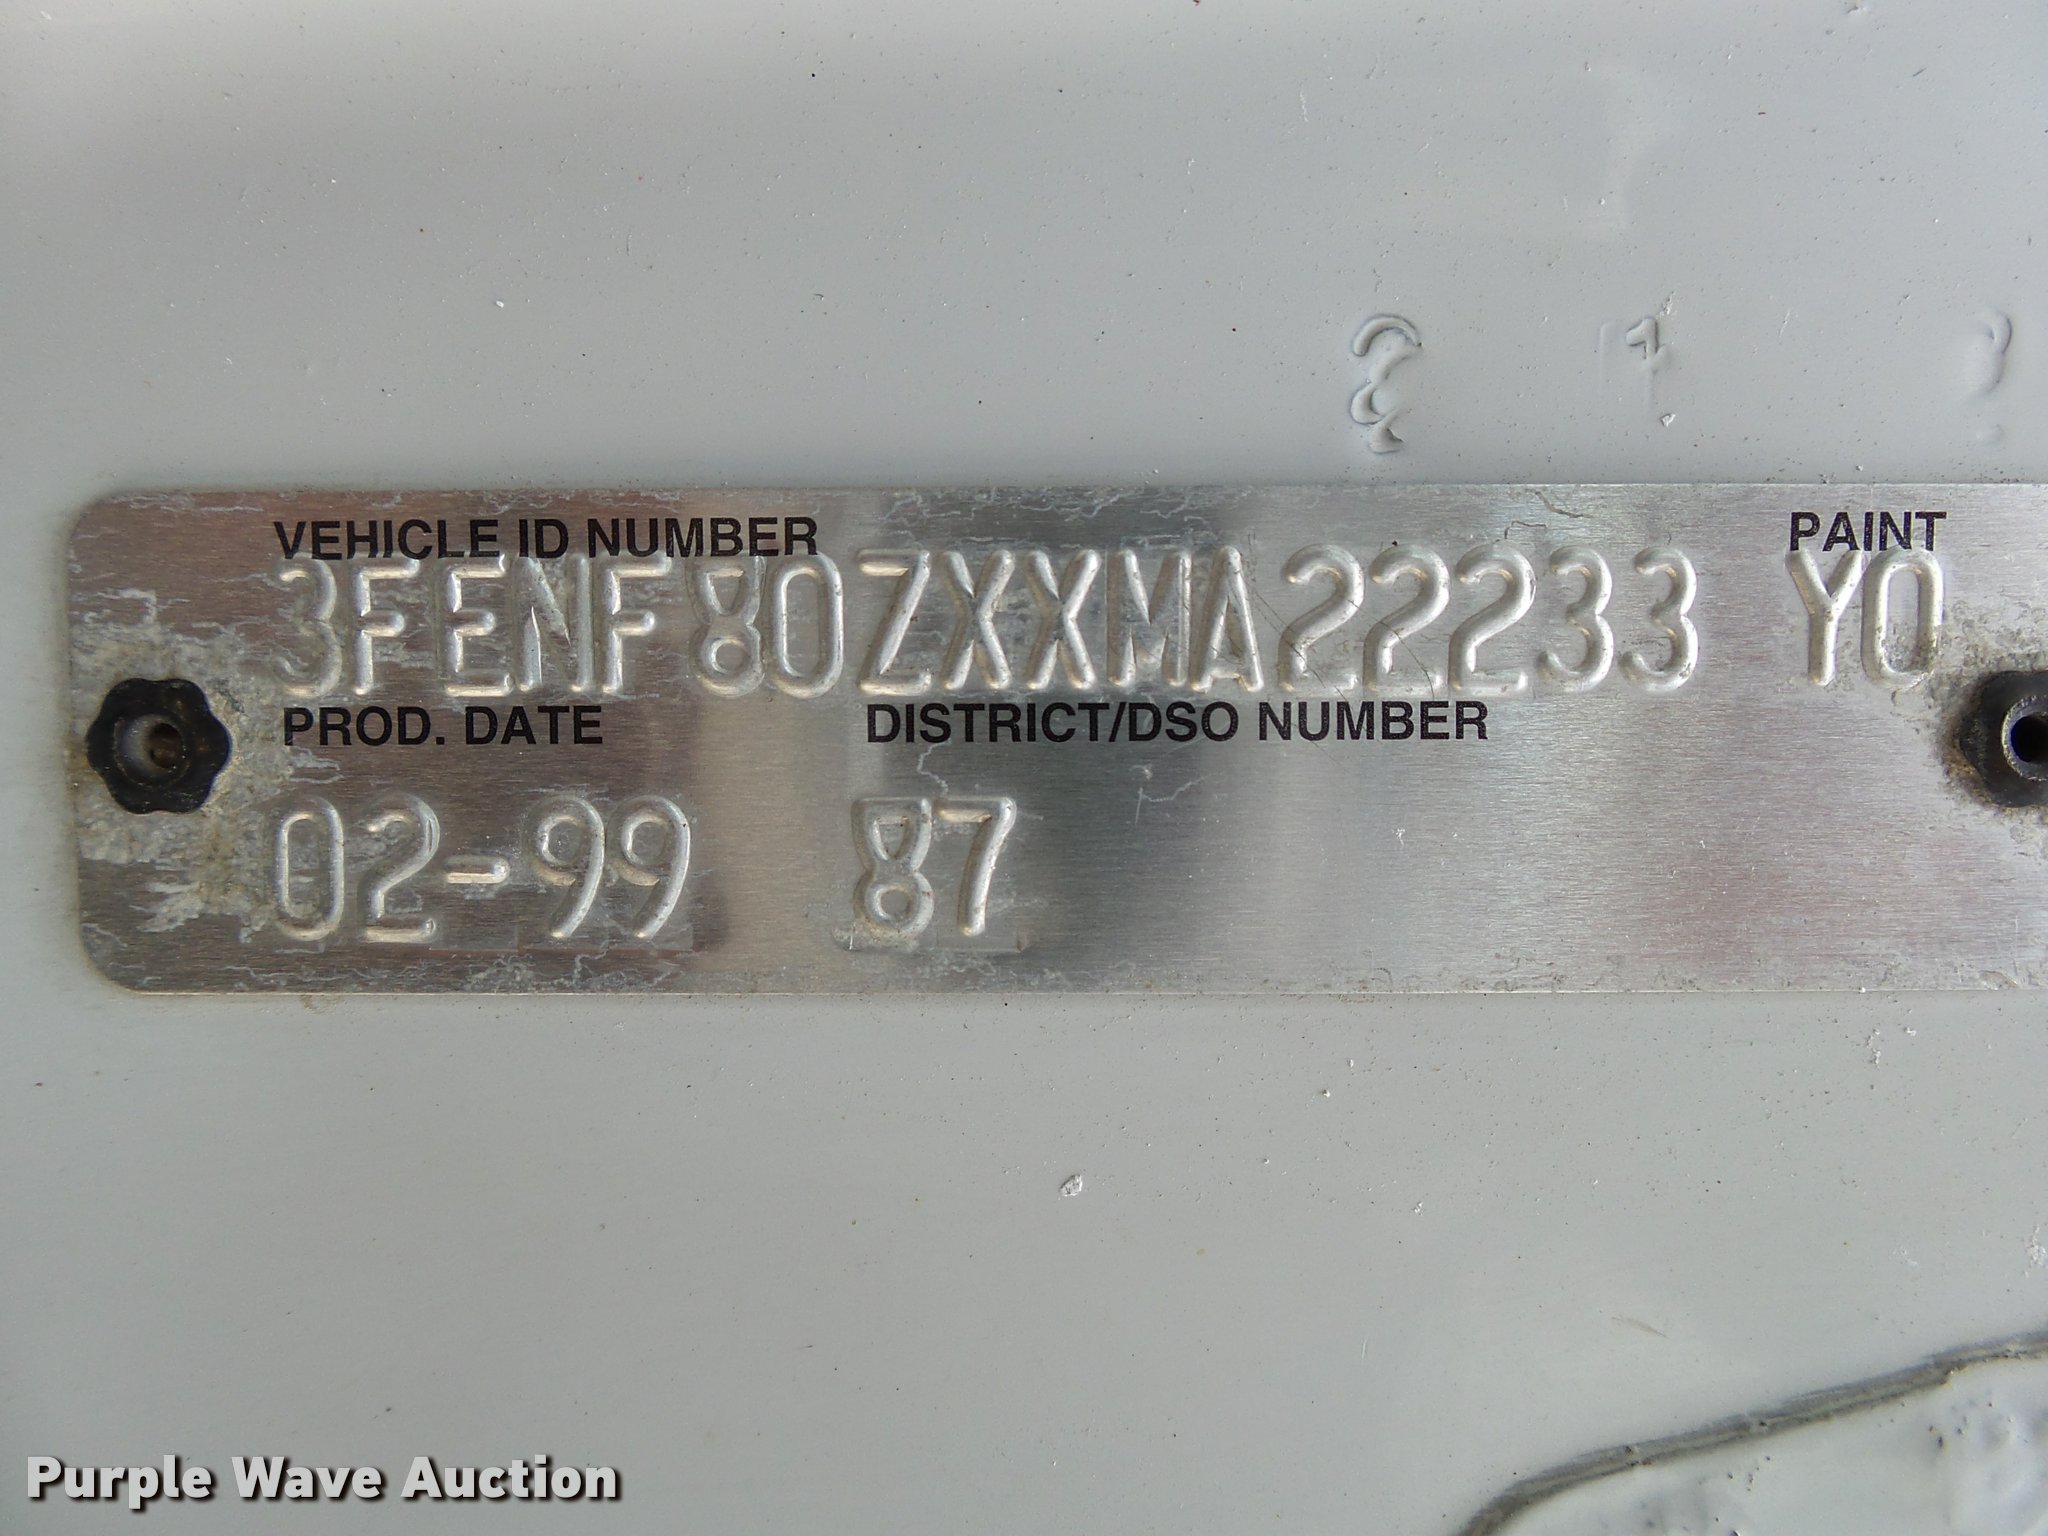 VEHICLE ID NUMBER PAINT
3FENF80ZXXMA22233 YO
PROD. DATE DISTRICT/DSO NUMBER
02-99 87
Purple Wave Auction